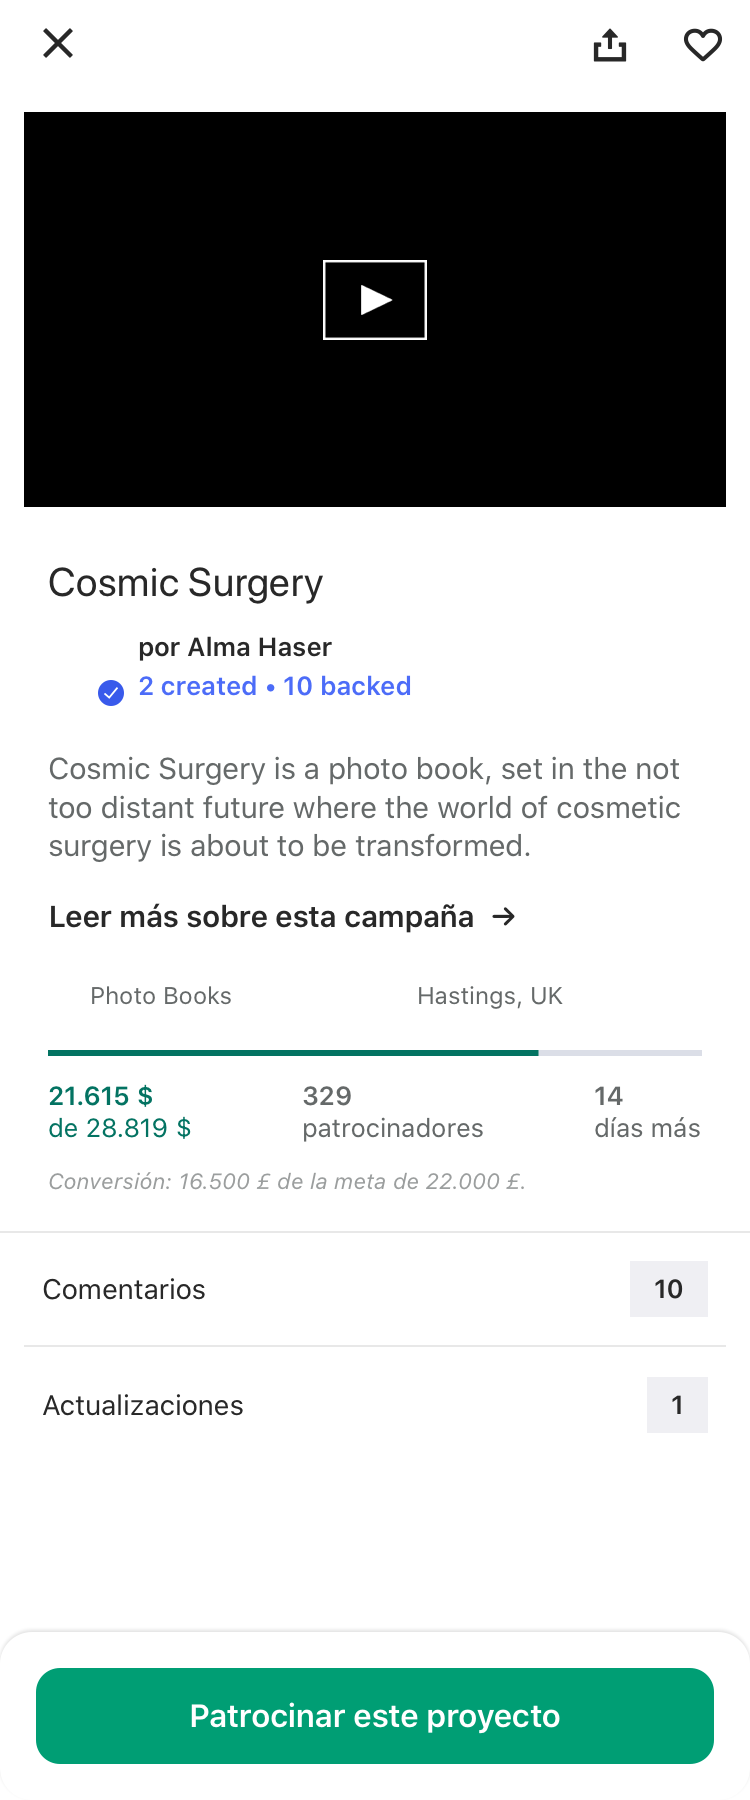 Cosmic Surgery
por Alma Haser
2 created • 10 backed
Cosmic Surgery is a photo book, set in the not
too distant future where the world of cosmetic
surgery is about to be transformed.
Leer más sobre esta campaña →
Photo Books
Hastings, UK
21.615 $
de 28.819 $
329
patrocinadores
14
días más
Conversión: 16.500 £ de la meta de 22.000 £.
Comentarios
10
Actualizaciones
1
Patrocinar este proyecto